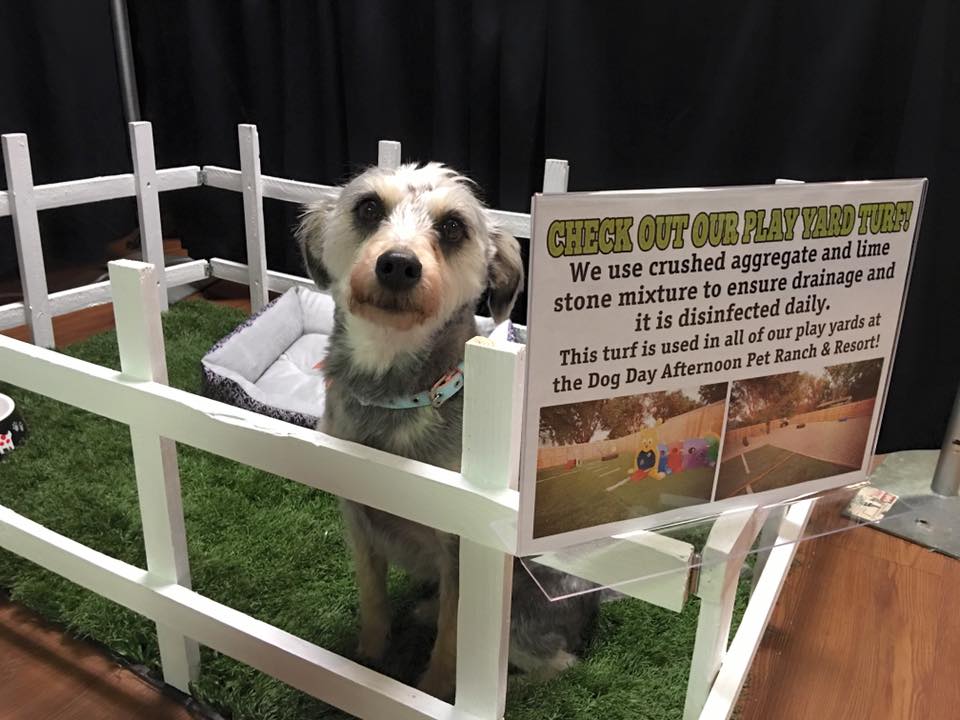 CHECK OUT OUR PLAY YARD TURF!
We use crushed aggregate and lime
stone mixture to ensure drainage and
it is disinfected daily.
This turf is used in all of our play yards at
the Dog Day Afternoon Pet Ranch & Resort!